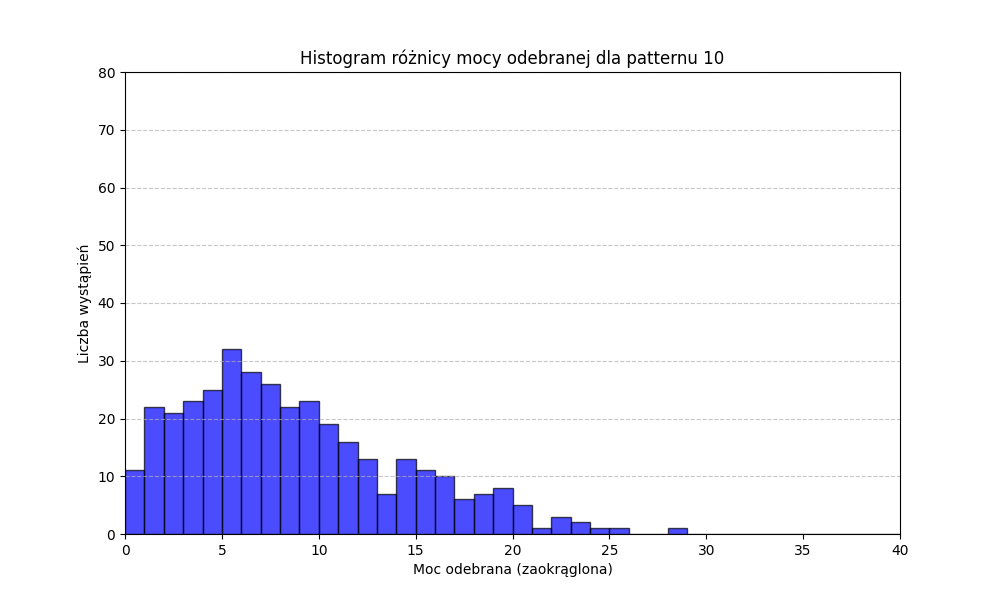 Histogram różnicy mocy odebranej dla patternu 10
80
70
60
50
40
30
20
10
0
Liczba wystąpień
0 5 10 15 20 25 30 35 40
Moc odebrana (zaokrąglona)